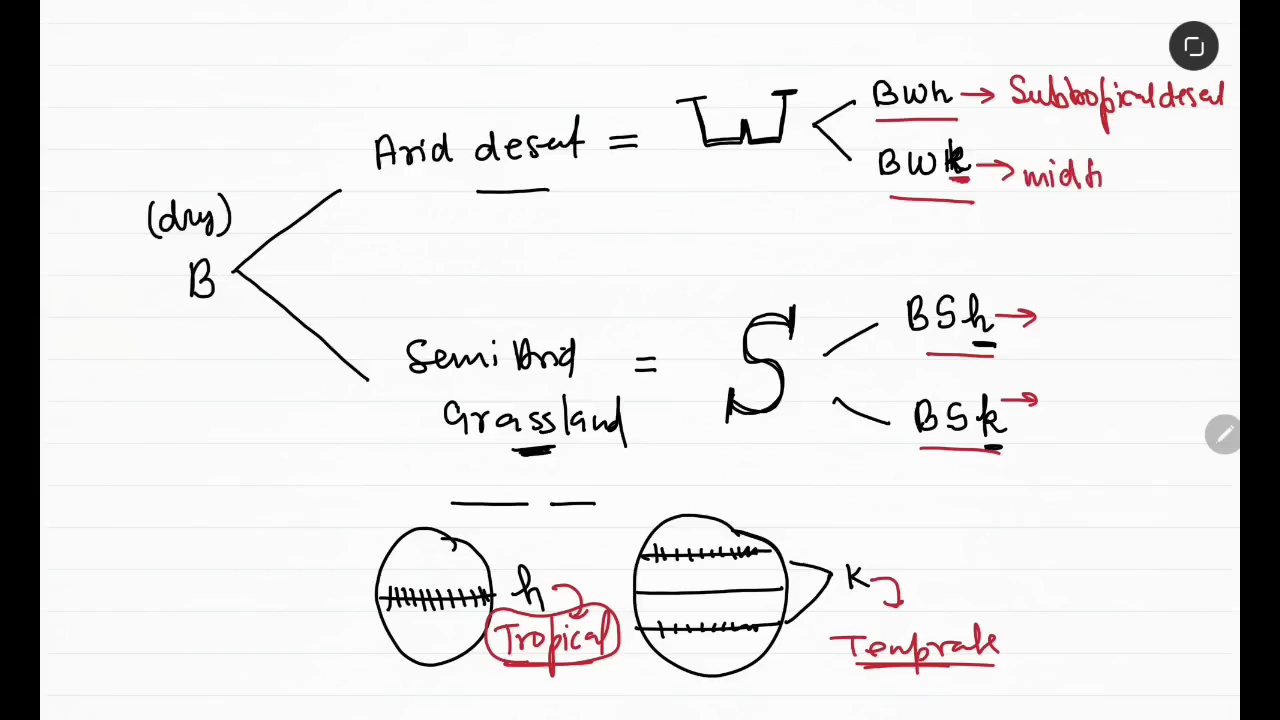 BWh → Subtropical desert
Arid desert = W
BWk → midh
(dry)
B
BSh →
Semi Arid = S
Grassland
BSk →
h
Tropical
K
Temprate